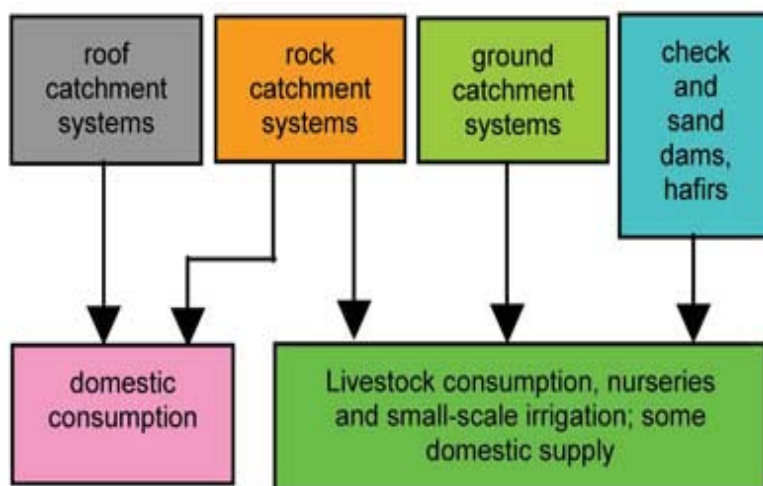 roof
catchment
systems
rock
catchment
systems
ground
catchment
systems
check
and
sand
dams,
hafirs
domestic
consumption
Livestock consumption, nurseries
and small-scale irrigation; some
domestic supply